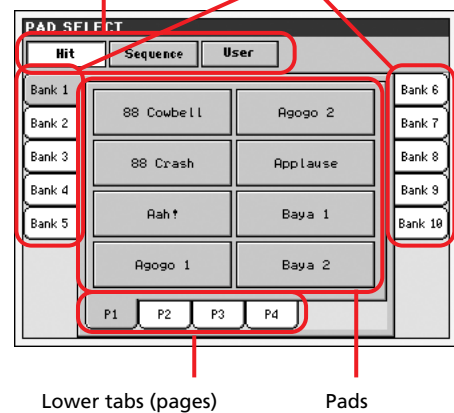 PAD SELECT
Hit Sequence User
Bank 1 Bank 6
88 Cowbell Agogo 2
Bank 2 Bank 7
Bank 3 88 Crash Applause Bank 8
Bank 4 Bank 9
Aah! Baya 1
Bank 5 Bank 10
Agogo 1 Baya 2
P1 P2 P3 P4
Lower tabs (pages) Pads